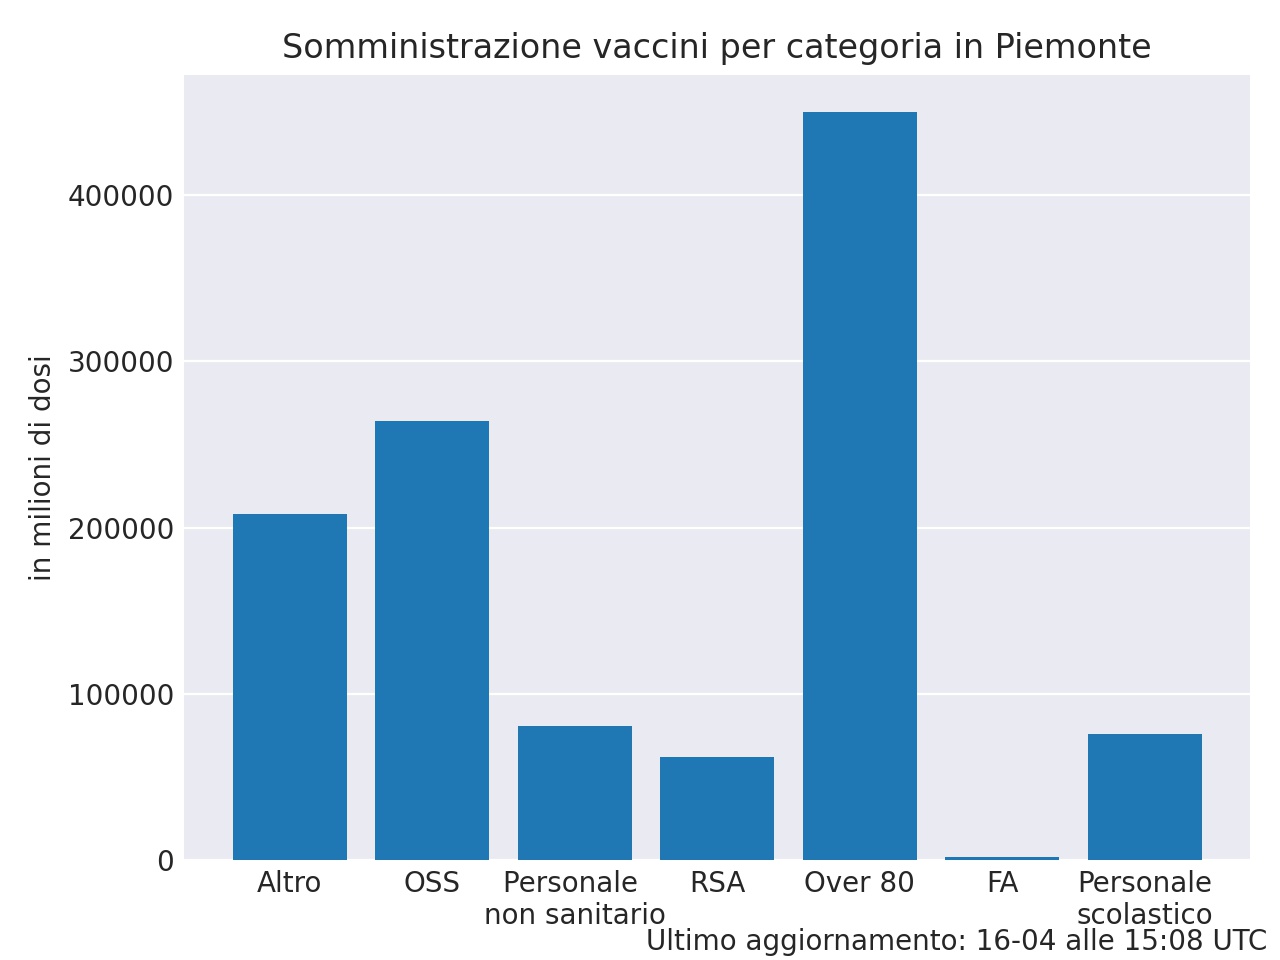 Somministrazione vaccini per categoria in Piemonte
in milioni di dosi
400000
300000
200000
100000
0
Altro
OSS
Personale
non sanitario
RSA
Over 80
FA
Personale
scolastico
Ultimo aggiornamento: 16-04 alle 15:08 UTC